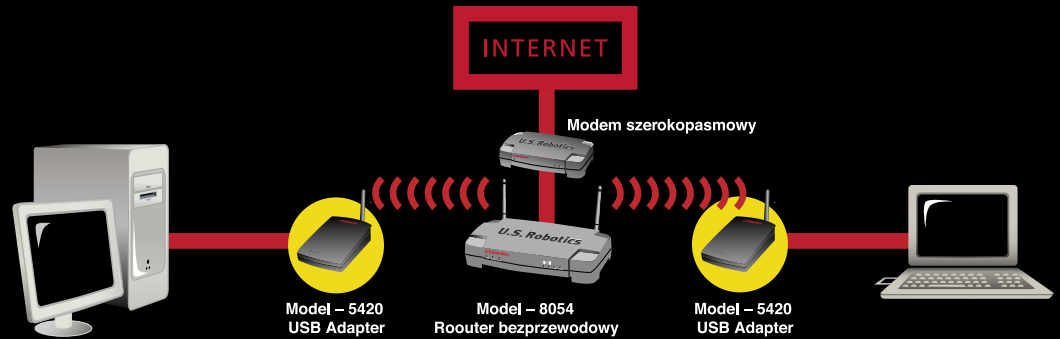 INTERNET
Modem szerokopasmowy
U.S. Robotics
U.S. Robotics
Model – 5420
USB Adapter
Model – 8054
Roouter bezprzewodowy
Model – 5420
USB Adapter